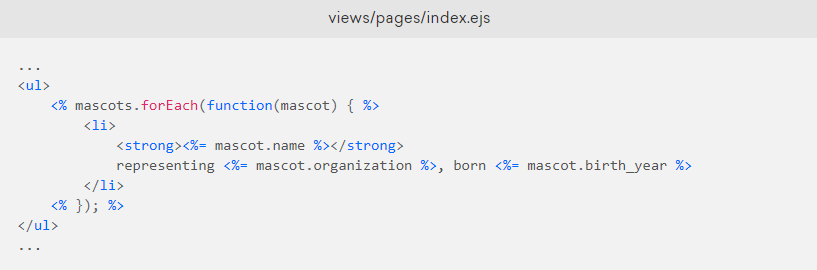 views/pages/index.ejs
...
<ul>
    <% mascots.forEach(function(mascot) { %>
        <li>
            <strong><%= mascot.name %></strong>
            representing <%= mascot.organization %>, born <%= mascot.birth_year %>
        </li>
    <% }); %>
</ul>
...